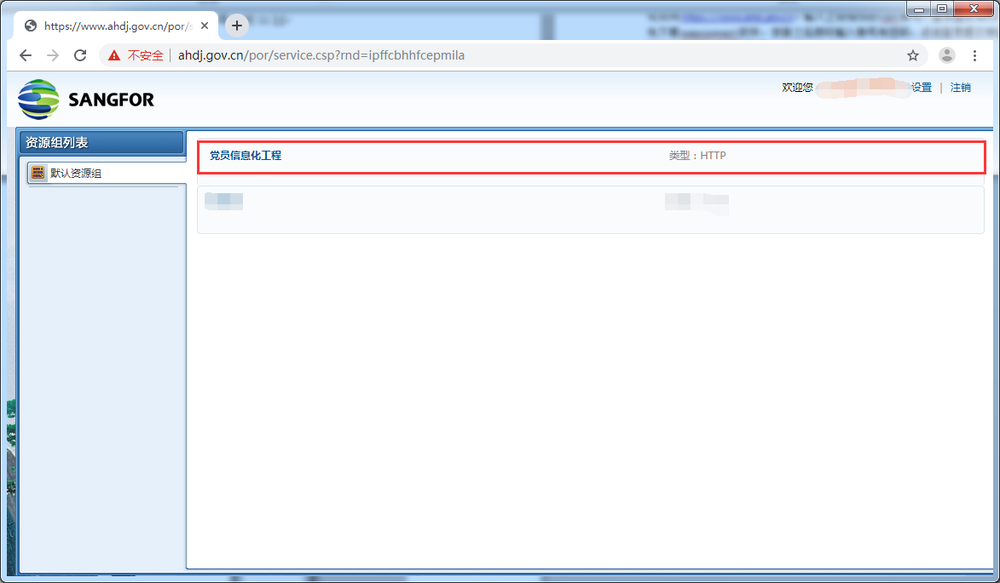 https://www.ahdj.gov.cn/por/s
不安全 ahdj.gov.cn/por/service.csp?rnd=ipffcbhhfcepmila
SANGFOR
欢迎您 设置 | 注销
资源组列表
默认资源组
党员信息化工程 类型：HTTP